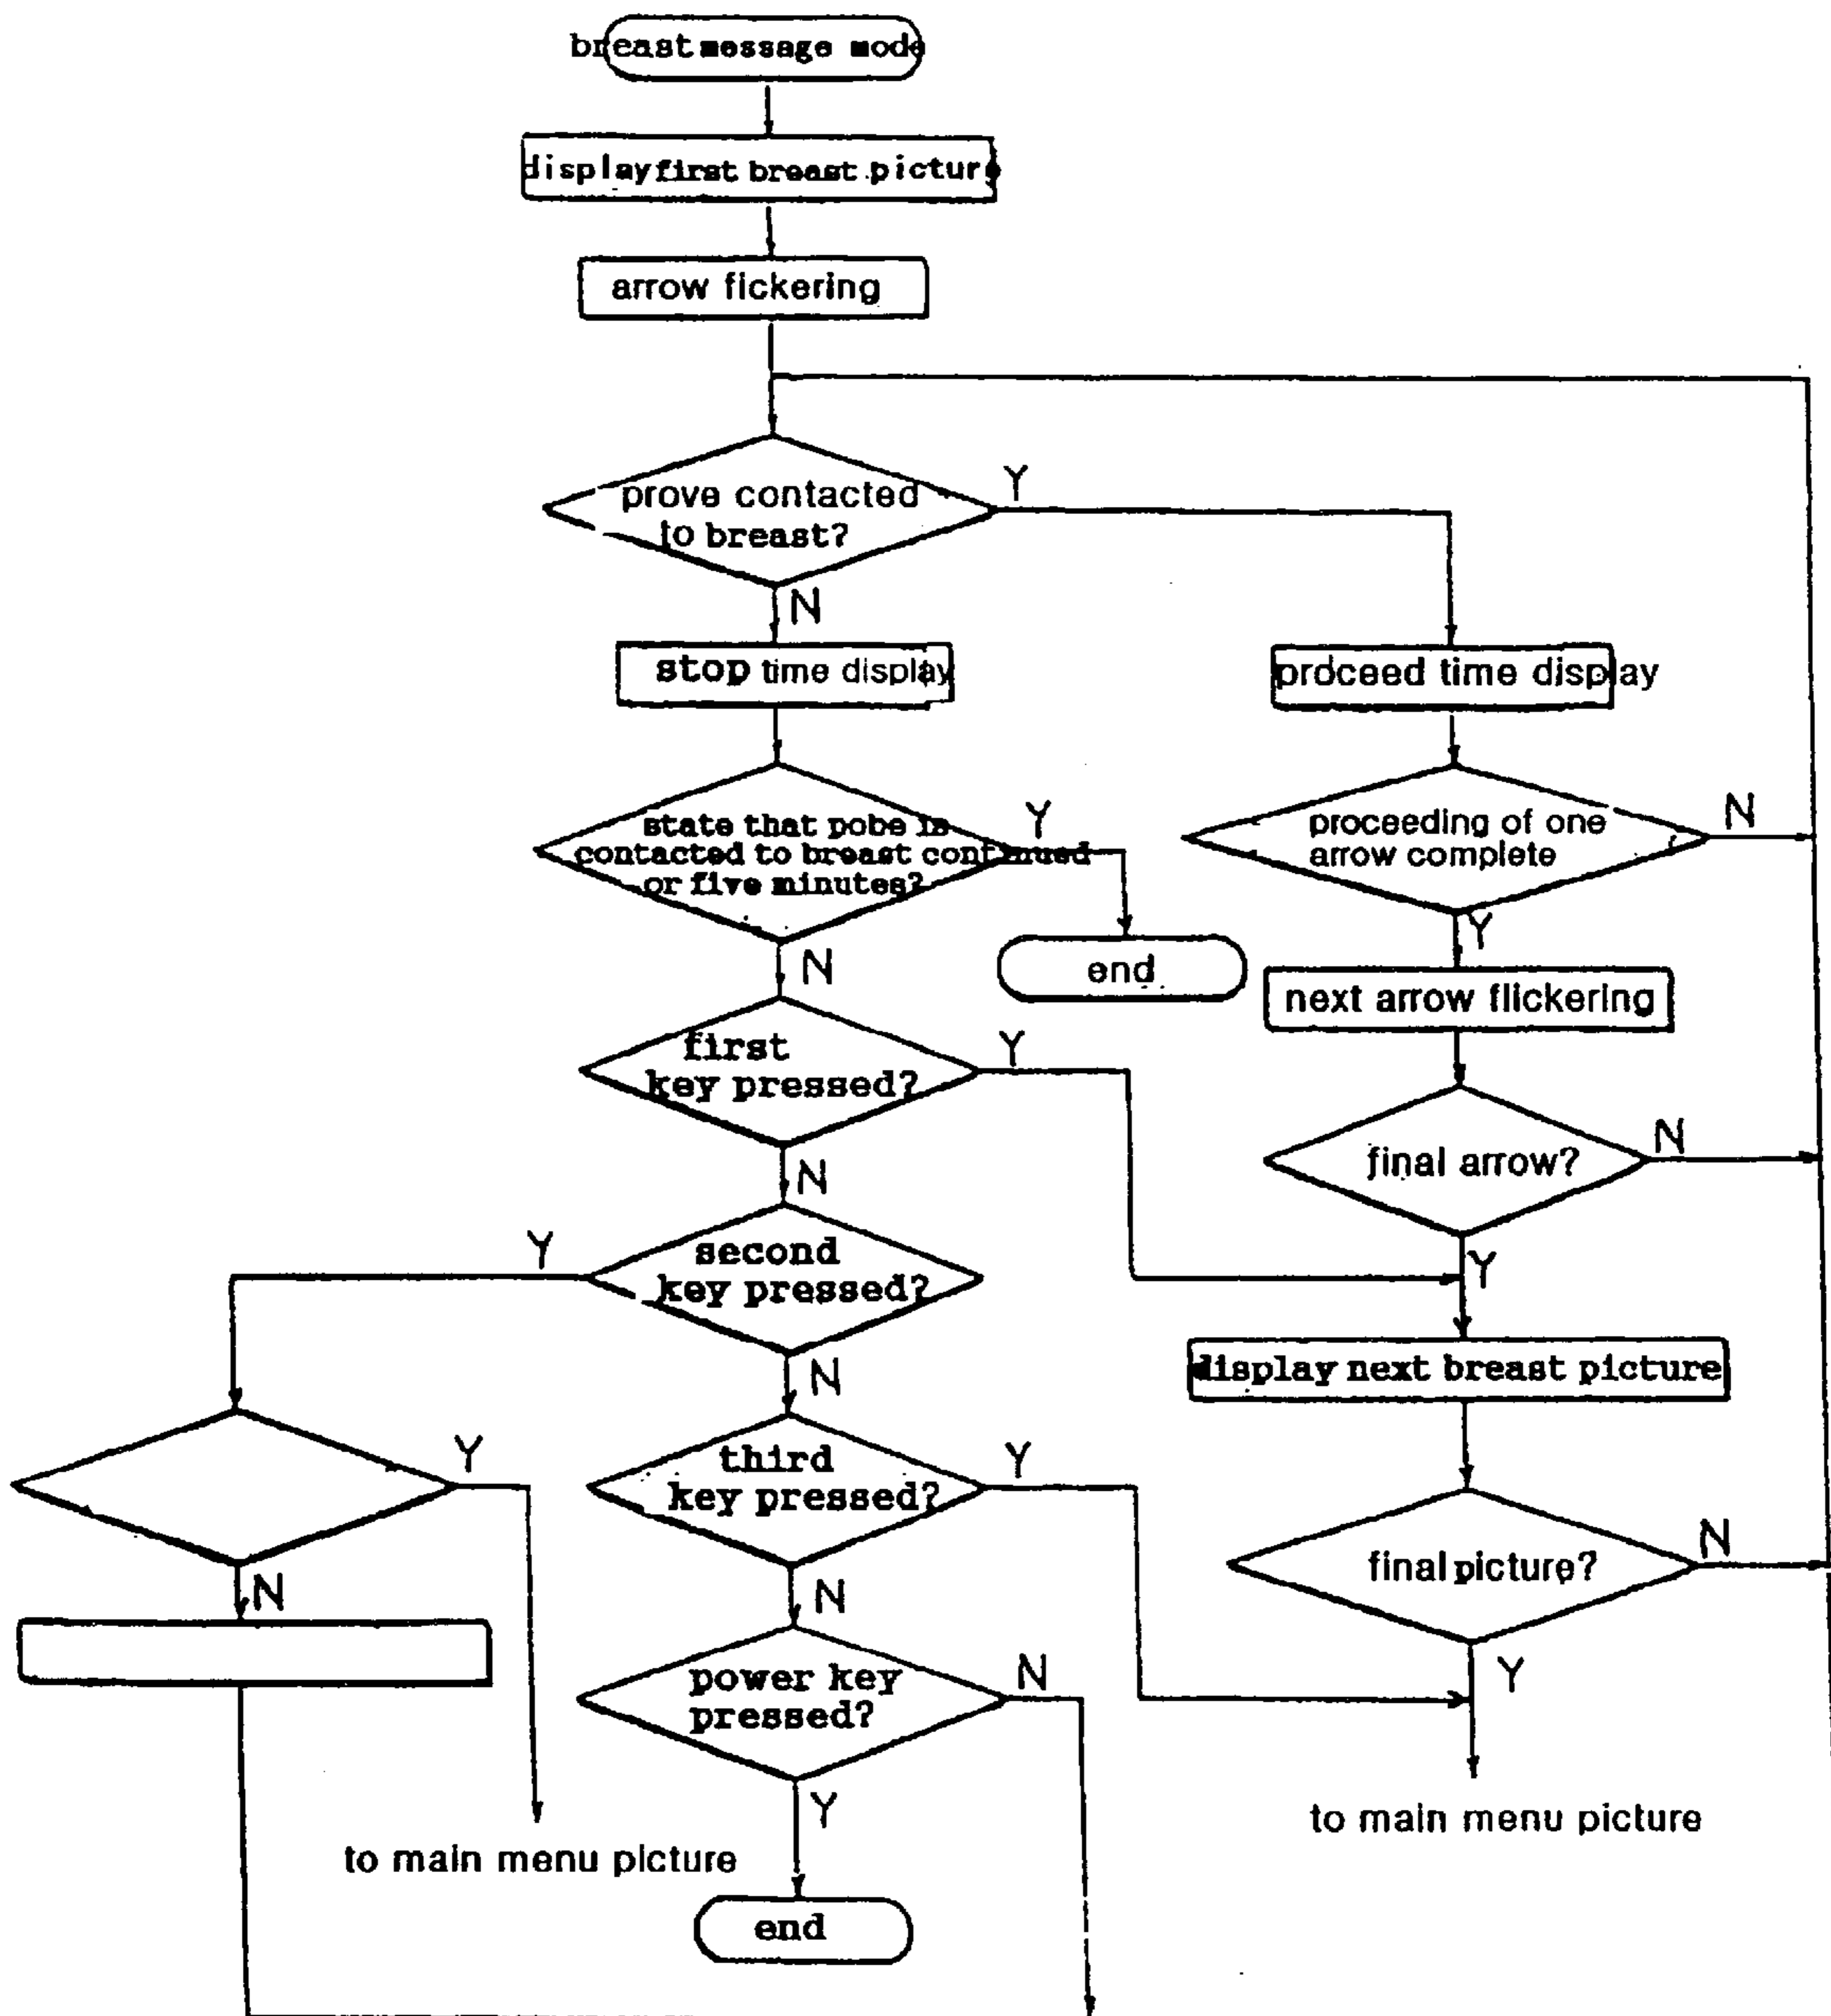 breast message mode
display first breast picture
arrow fickering
prove contacted
to breast?
Y
N
stop time display
proceed time display
state that pobe is
contacted to breast continued
or five minutes?
Y
N
proceeding of one
arrow complete
N
Y
end
next arrow flickering
first
key pressed?
Y
N
final arrow?
N
Y
second
key pressed?
Y
N
display next breast picture
Y
N
third
key pressed?
Y
N
final picture?
N
Y
power key
pressed?
N
Y
to main menu picture
to main menu picture
end